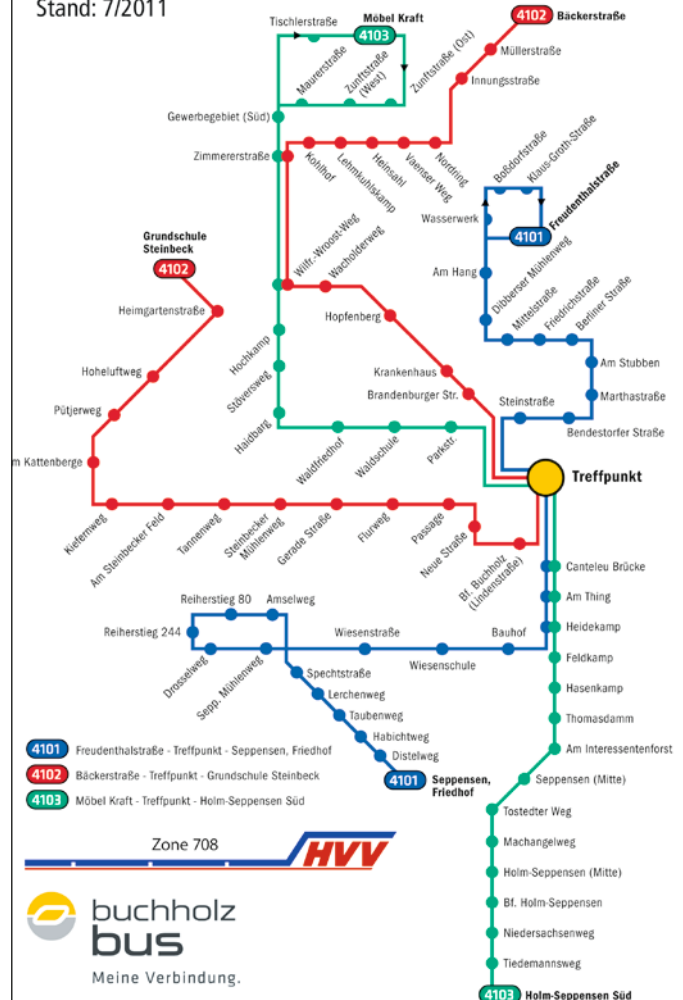 Stand: 7/2011
4102 Bäckerstraße
Müllerstraße
Innungsstraße
Tischlerstraße
Möbel Kraft
4103
Maurerstraße
Zunftstraße
(West)
Zunftstraße (Ost)
Gewerbegebiet (Süd)
Zimmererstraße
Kohlhof
Lehmkuhlskamp
Heinsahl
Vaenser Weg
Nordring
Boßdorfstraße
Klaus-Groth-Straße
Wasserwerk
4101
Freudenthalstraße
Am Hang
Dibberser Mühlenweg
Mittelstraße
Friedrichstraße
Berliner Straße
Am Stubben
Marthastraße
Steinstraße
Bendestorfer Straße
Grundschule
Steinbeck
4102
Heimgartenstraße
Hoheluftweg
Pütjerweg
m Kattenberge
Wilfr.-Wroost-Weg
Wacholderweg
Hopfenberg
Krankenhaus
Brandenburger Str.
Hochkamp
Stöversweg
Haidbarg
Waldfriedhof
Waldschule
Parkstr.
Treffpunkt
Kiefernweg
Am Steinbecker Feld
Tannenweg
Steinbecker
Mühlenweg
Gerade Straße
Flurweg
Passage
Neue Straße
Bf. Buchholz
(Lindenstraße)
Canteleu Brücke
Am Thing
Heidekamp
Feldkamp
Hasenkamp
Thomasdamm
Am Interessentenforst
Seppensen (Mitte)
Tostedter Weg
Machangelweg
Holm-Seppensen (Mitte)
Bf. Holm-Seppensen
Niedersachsenweg
Tiedemannsweg
4103 Holm-Seppensen Süd
Reiherstieg 80
Amselweg
Reiherstieg 244
Drosselweg
Sepp. Mühlenweg
Wiesenstraße
Wiesenschule
Bauhof
Spechtstraße
Lerchenweg
Taubenweg
Habichtweg
Distelweg
4101 Seppensen,
Friedhof
4101 Freudenthalstraße - Treffpunkt - Seppensen, Friedhof
4102 Bäckerstraße - Treffpunkt - Grundschule Steinbeck
4103 Möbel Kraft - Treffpunkt - Holm-Seppensen Süd
Zone 708
HVV
buchholz
bus
Meine Verbindung.